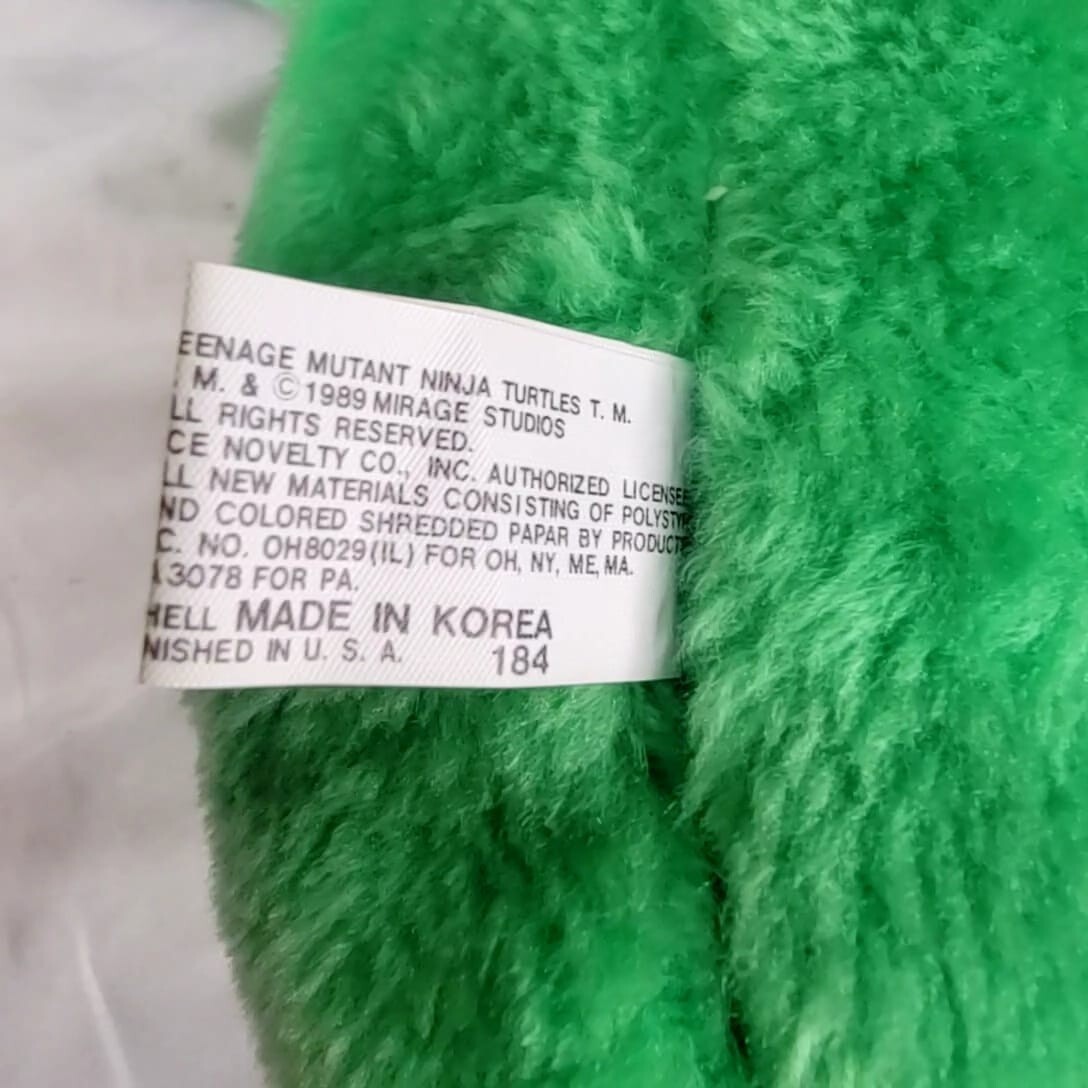 EENAGE MUTANT NINJA TURTLES T. M.
. M. & © 1989 MIRAGE STUDIOS
LL RIGHTS RESERVED.
CE NOVELTY CO., INC. AUTHORIZED LICENSEE
LL NEW MATERIALS CONSISTING OF POLYSTY
ND COLORED SHREDDED PAPAR BY PRODUCT
C. NO. OH8029(IL) FOR OH, NY, ME, MA.
A3078 FOR PA.
HELL MADE IN KOREA
NISHED IN U. S. A. 184